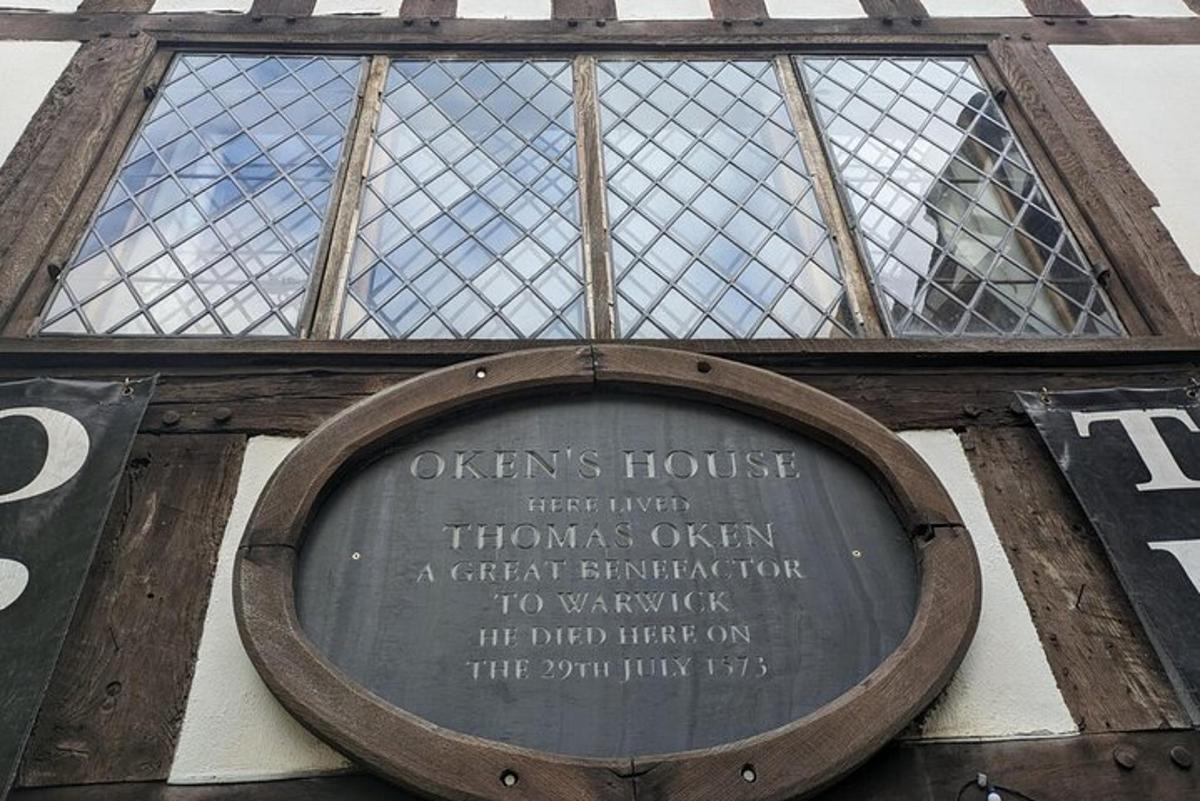 OKEN'S HOUSE
HERE LIVED
THOMAS OKEN
A GREAT BENEFACTOR
TO WARWICK
HE DIED HERE ON
THE 29TH JULY 1573